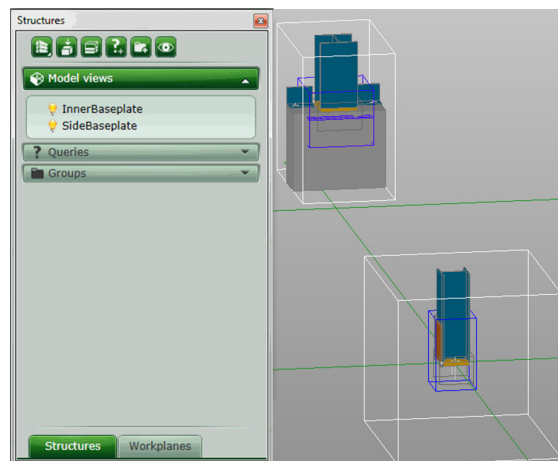 Structures
Model views
InnerBaseplate
SideBaseplate
? Queries
Groups
Structures
Workplanes